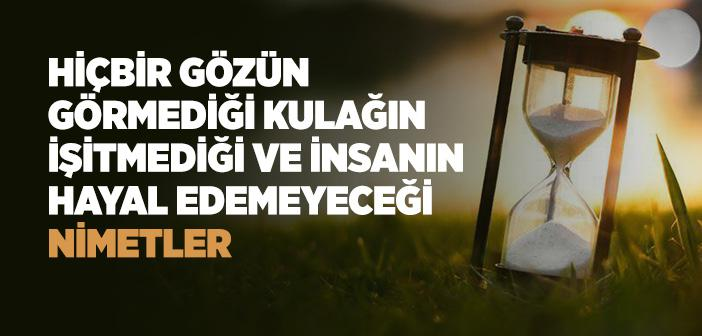 HİÇBİR GÖZÜN
GÖRMEDİĞİ KULAĞIN
İŞİTMEDİĞİ VE İNSANIN
HAYAL EDEMEYECEĞİ
NİMETLER